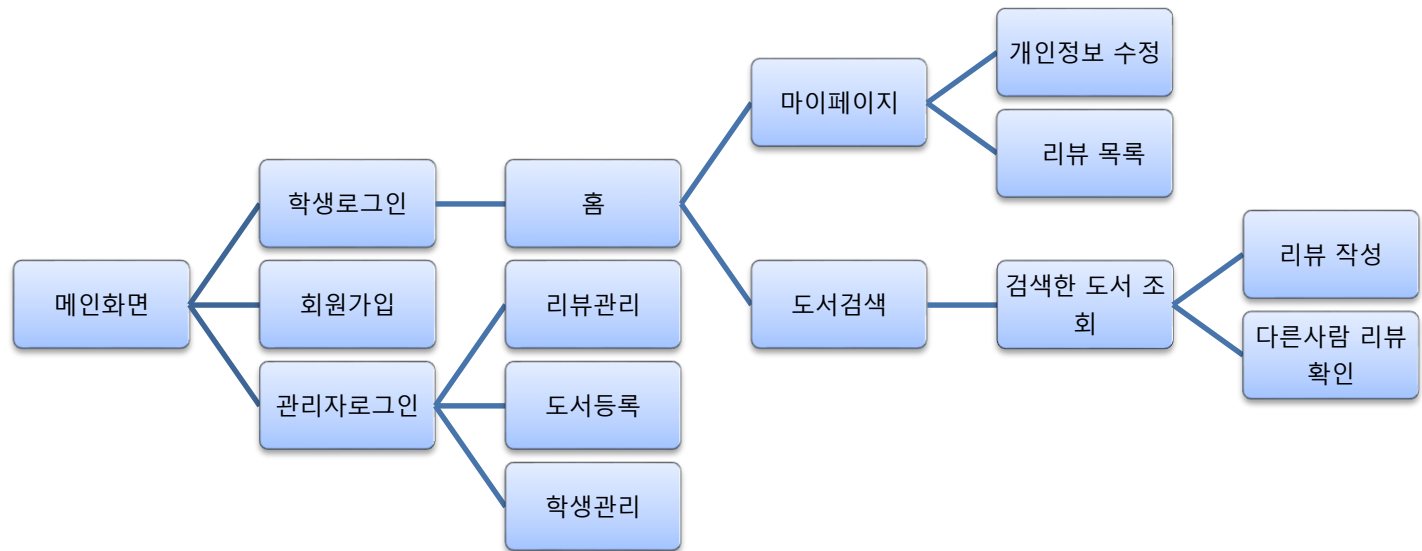 개인정보 수정
마이페이지
리뷰 목록
학생로그인
홈
리뷰 작성
메인화면
회원가입
리뷰관리
도서검색
검색한 도서 조
회
다른사람 리뷰
확인
관리자로그인
도서등록
학생관리